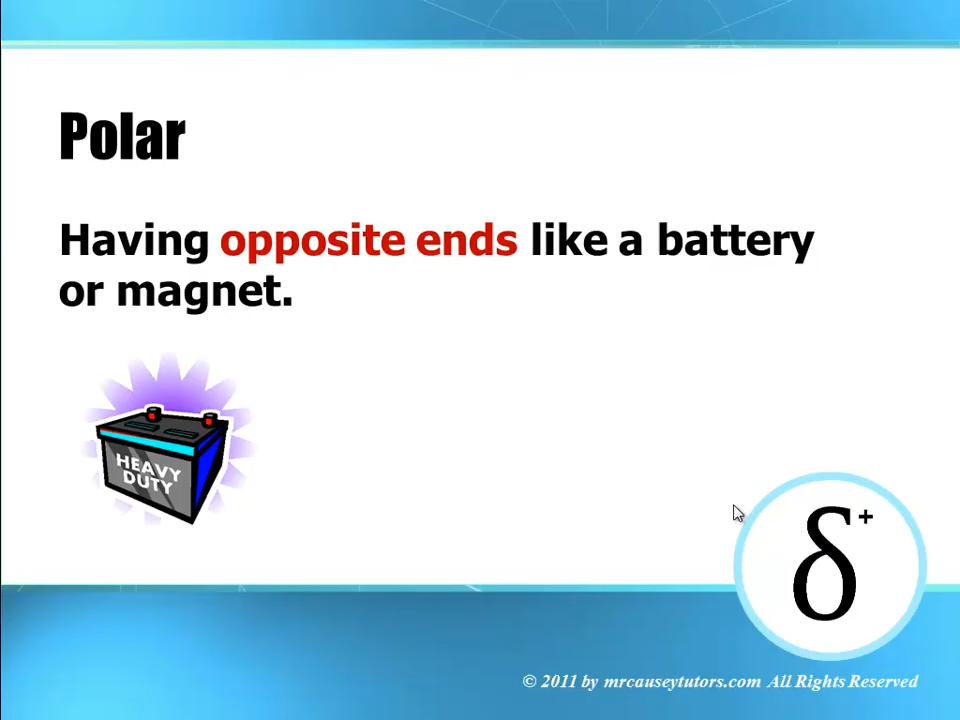 Polar
Having opposite ends like a battery
or magnet.
HEAVY
DUTY
δ+
© 2011 by mrcauseytutors.com All Rights Reserved